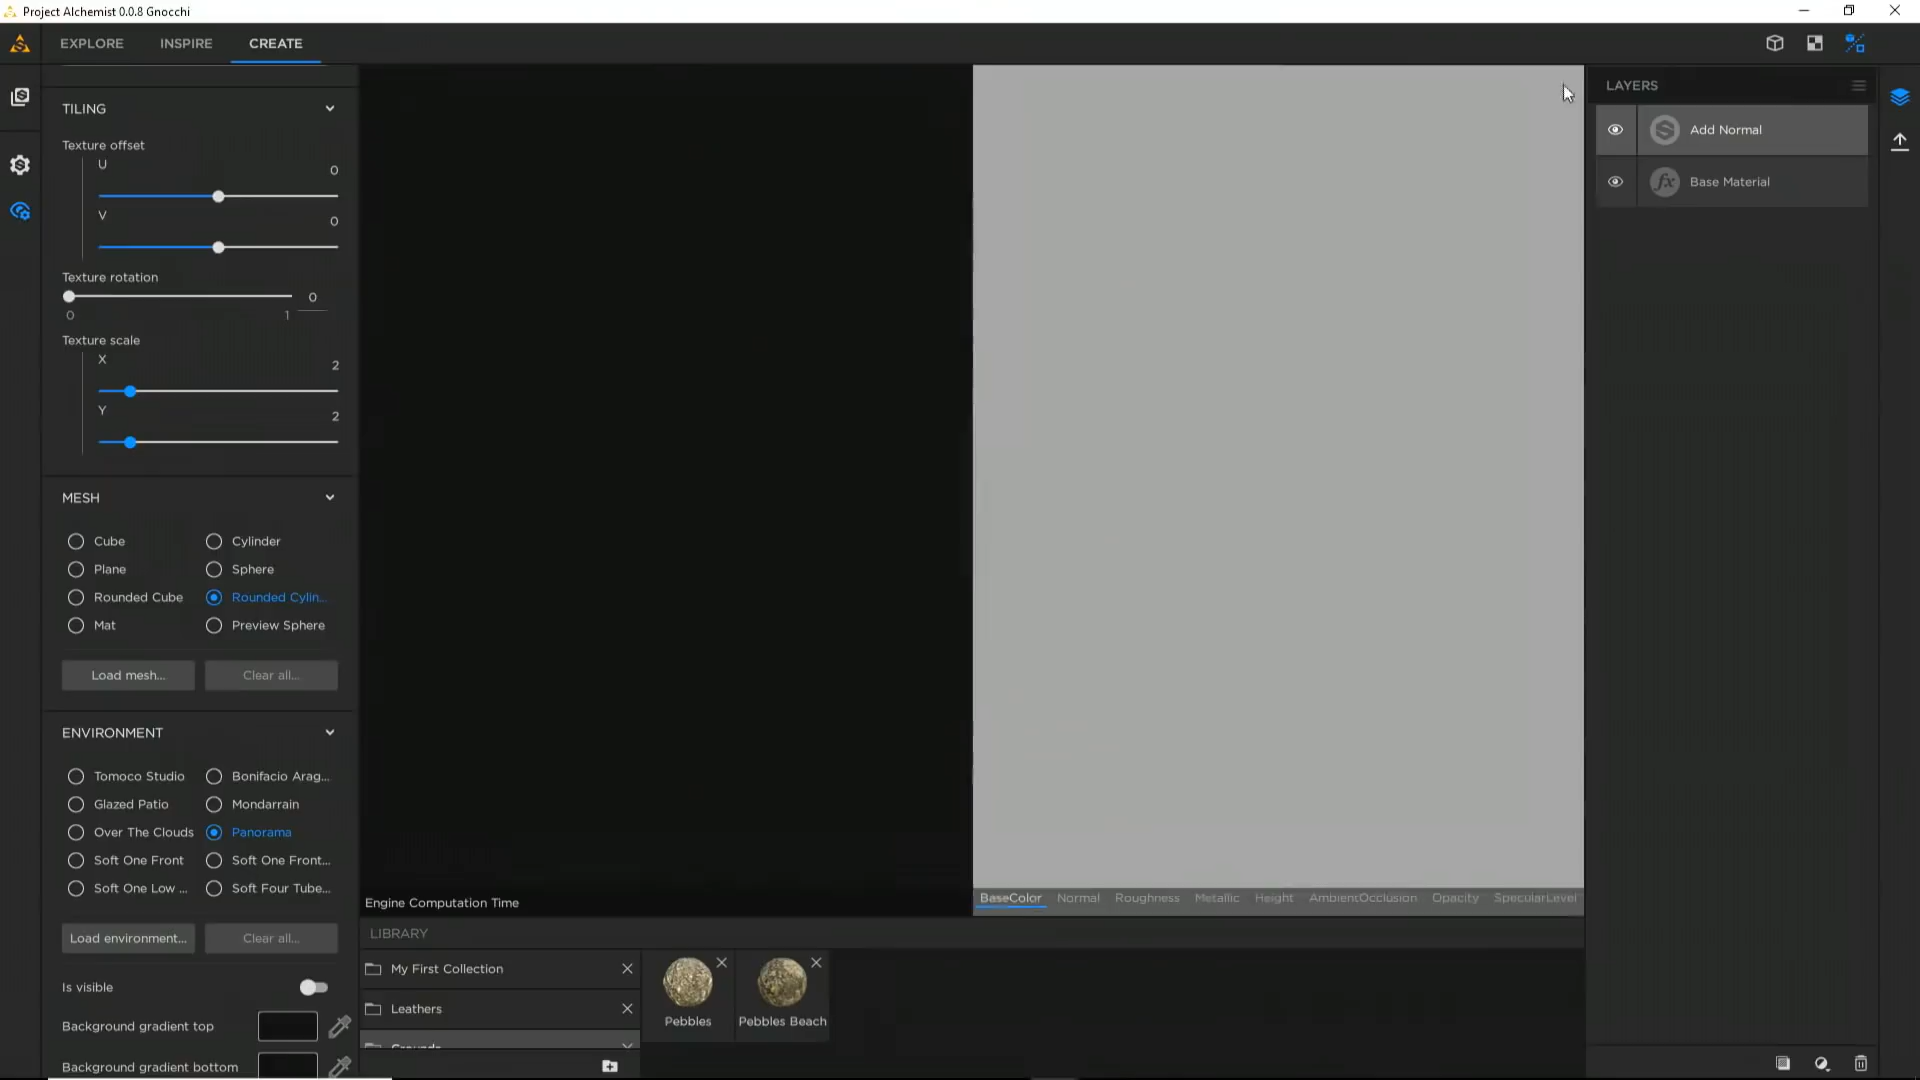 Project Alchemist 0.0.8 Gnocchi
EXPLORE INSPIRE CREATE
TILING
Texture offset
U 0
V 0
Texture rotation
0
0 1
Texture scale
X 2
Y 2
MESH
Cube Cylinder
Plane Sphere
Rounded Cube Rounded Cylin...
Mat Preview Sphere
Load mesh... Clear all...
ENVIRONMENT
Tomoco Studio Bonifacio Arag...
Glazed Patio Mondarrain
Over The Clouds Panorama
Soft One Front Soft One Front...
Soft One Low ... Soft Four Tube...
Load environment... Clear all...
Is visible
Background gradient top
Background gradient bottom
Engine Computation Time
BaseColor Normal Roughness Metallic Height AmbientOcclusion Opacity SpecularLevel
LIBRARY
My First Collection
Leathers
Grounds
Pebbles Pebbles Beach
LAYERS
Add Normal
fx Base Material